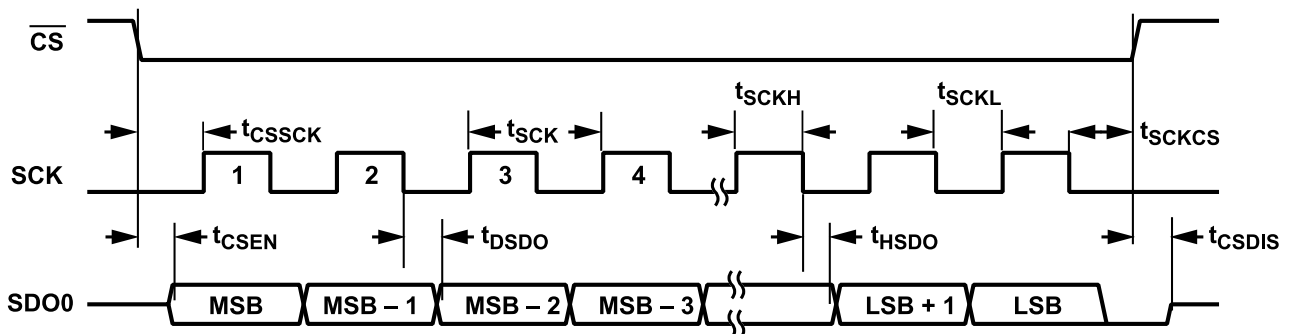 CS
tSCKH
tSCKL
tCSSCK
tSCK
tSCKCS
SCK
1
2
3
4
tCSEN
tDSDO
tHSDO
tCSDIS
SDO0
MSB
MSB – 1
MSB – 2
MSB – 3
LSB + 1
LSB